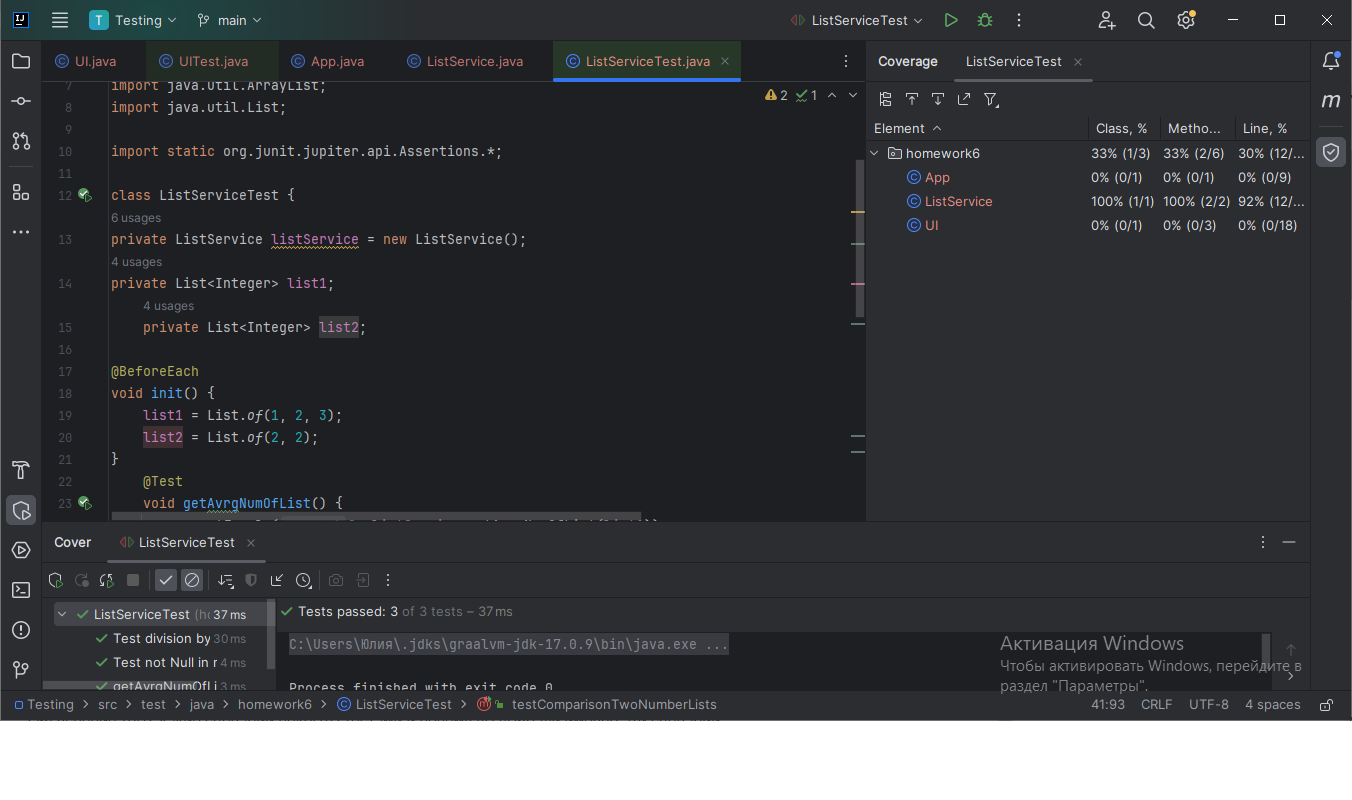 T Testing main ListServiceTest
UI.java UITest.java App.java ListService.java ListServiceTest.java
7 import java.util.ArrayList;
8 import java.util.List;
9
10 import static org.junit.jupiter.api.Assertions.*;
11
12 class ListServiceTest {
6 usages
13 private ListService listService = new ListService();
4 usages
14 private List<Integer> list1;
4 usages
15 private List<Integer> list2;
16
17 @BeforeEach
18 void init() {
19 list1 = List.of(1, 2, 3);
20 list2 = List.of(2, 2);
21 }
22 @Test
23 void getAvrgNumOfList() {
2 1
Coverage ListServiceTest
Element Class, % Metho... Line, %
homework6 33% (1/3) 33% (2/6) 30% (12/...
App 0% (0/1) 0% (0/1) 0% (0/9)
ListService 100% (1/1) 100% (2/2) 92% (12/...
UI 0% (0/1) 0% (0/3) 0% (0/18)
m
Cover ListServiceTest
ListServiceTest (ho 37 ms
Test division by 30 ms
Test not Null in r 4 ms
getAvrgNumOfLi 3 ms
Tests passed: 3 of 3 tests – 37 ms
C:\Users\Юлия\.jdks\graalvm-jdk-17.0.9\bin\java.exe ...
Process finished with exit code 0
Активация Windows
Чтобы активировать Windows, перейдите в
раздел "Параметры".
Testing > src > test > java > homework6 > ListServiceTest > testComparisonTwoNumberLists
41:93 CRLF UTF-8 4 spaces